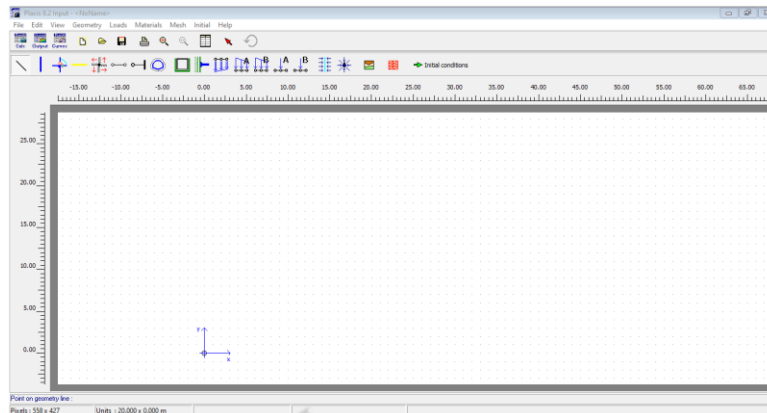 Plaxis 8.2 Input - <NoName>
File Edit View Geometry Loads Materials Mesh Initial Help
Calc Output Curves
A B A B Initial conditions
-15.00 -10.00 -5.00 0.00 5.00 10.00 15.00 20.00 25.00 30.00 35.00 40.00 45.00 50.00 55.00 60.00 65.00
25.00
20.00
15.00
10.00
5.00
Y
0.00
x
Point on geometry line :
Pixels : 558 x 427 Units : 20.000 x 0.000 m